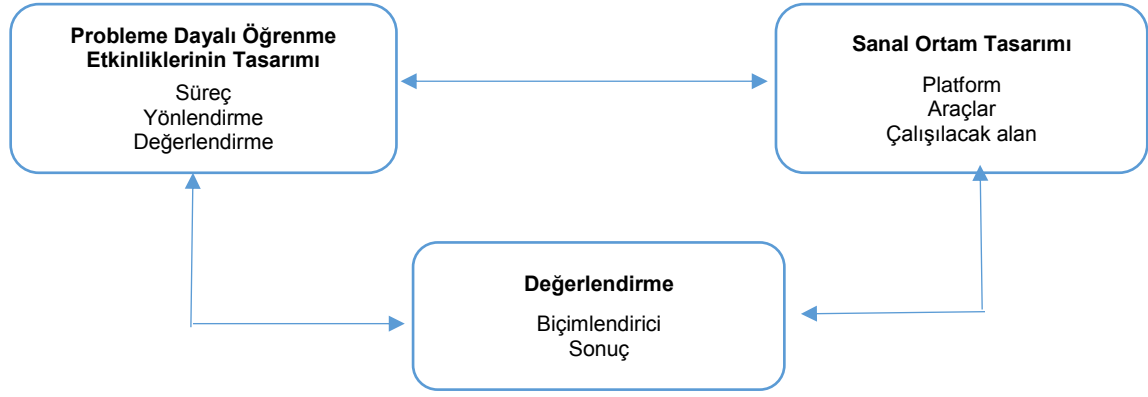 Probleme Dayalı Öğrenme
Etkinliklerinin Tasarımı
Süreç
Yönlendirme
Değerlendirme
Sanal Ortam Tasarımı
Platform
Araçlar
Çalışılacak alan
Değerlendirme
Biçimlendirici
Sonuç